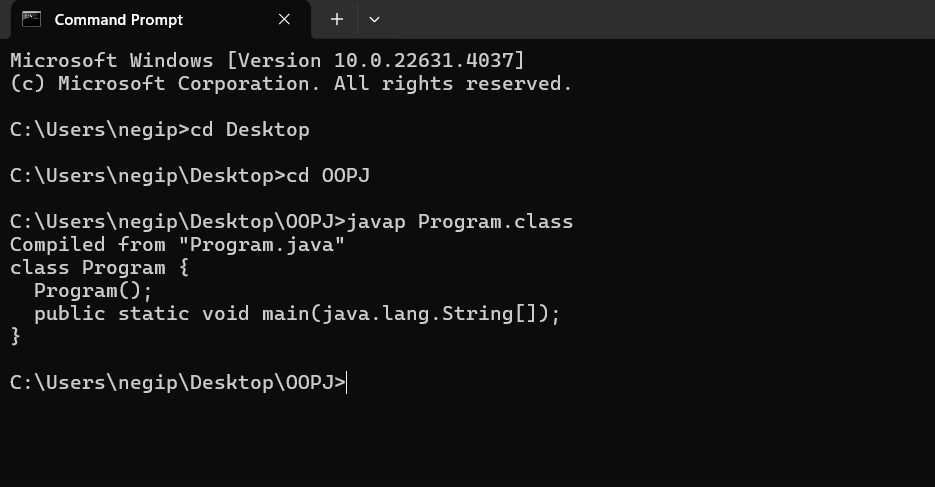 Command Prompt
Microsoft Windows [Version 10.0.22631.4037]
(c) Microsoft Corporation. All rights reserved.
C:\Users\negip>cd Desktop
C:\Users\negip\Desktop>cd OOPJ
C:\Users\negip\Desktop\OOPJ>javap Program.class
Compiled from "Program.java"
class Program {
  Program();
  public static void main(java.lang.String[]);
}
C:\Users\negip\Desktop\OOPJ>